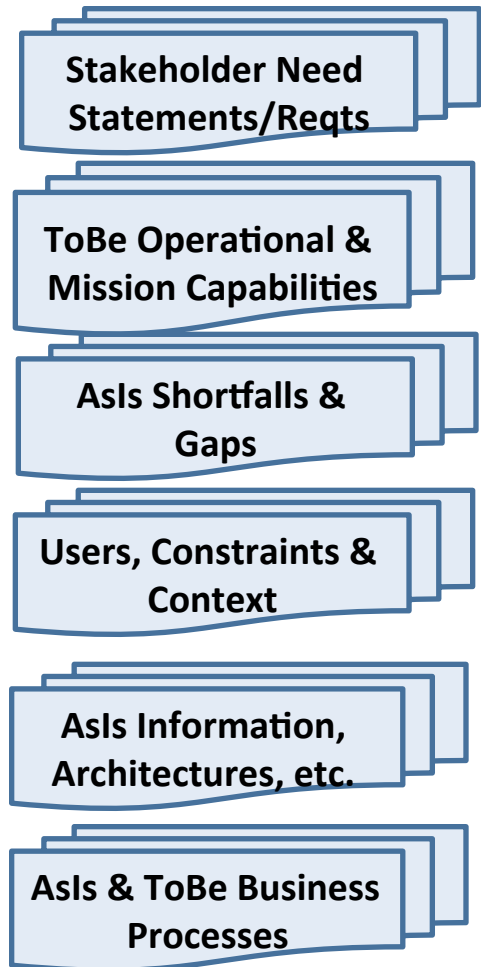 Stakeholder Need
Statements/Reqts
ToBe Operational &
Mission Capabilities
AsIs Shortfalls &
Gaps
Users, Constraints &
Context
AsIs Information,
Architectures, etc.
AsIs & ToBe Business
Processes